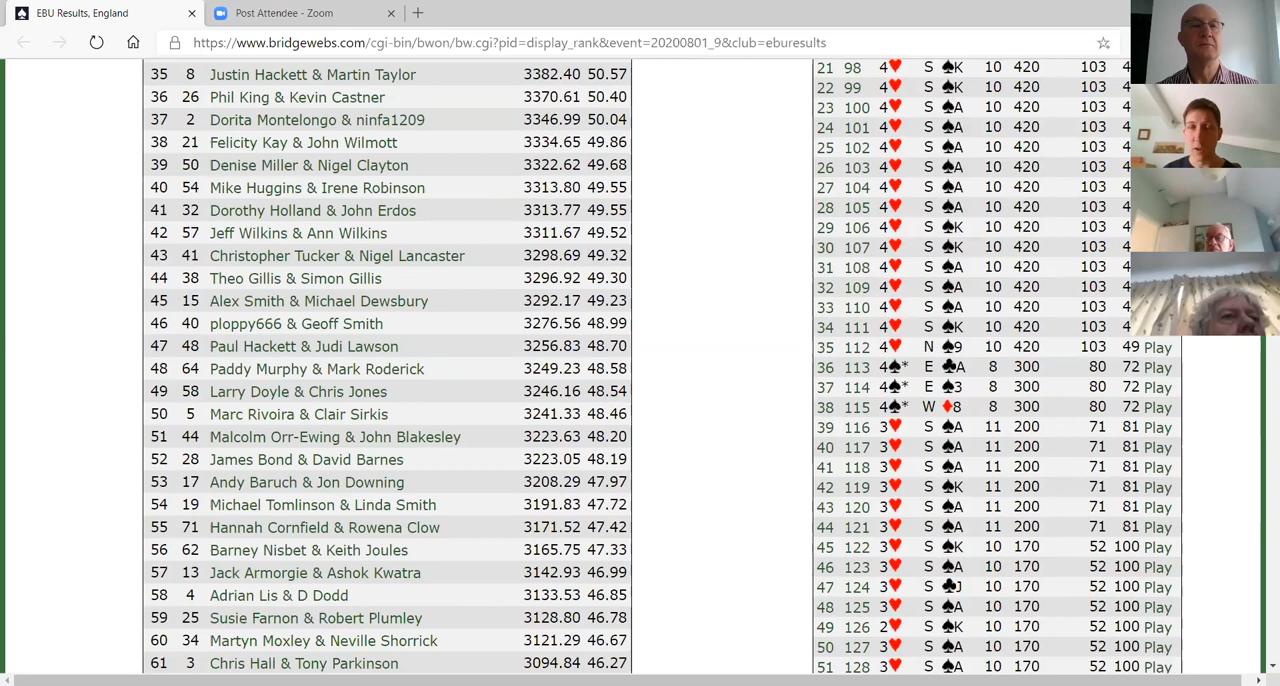 EBU Results, England
Post Attendee - Zoom
https://www.bridgewebs.com/cgi-bin/bwon/bw.cgi?pid=display_rank&event=20200801_9&club=eburesults
35 8 Justin Hackett & Martin Taylor 3382.40 50.57
36 26 Phil King & Kevin Castner 3370.61 50.40
37 2 Dorita Montelongo & ninfa1209 3346.99 50.04
38 21 Felicity Kay & John Wilmott 3334.65 49.86
39 50 Denise Miller & Nigel Clayton 3322.62 49.68
40 54 Mike Huggins & Irene Robinson 3313.80 49.55
41 32 Dorothy Holland & John Erdos 3313.77 49.55
42 57 Jeff Wilkins & Ann Wilkins 3311.67 49.52
43 41 Christopher Tucker & Nigel Lancaster 3298.69 49.32
44 38 Theo Gillis & Simon Gillis 3296.92 49.30
45 15 Alex Smith & Michael Dewsbury 3292.17 49.23
46 40 ploppy666 & Geoff Smith 3276.56 48.99
47 48 Paul Hackett & Judi Lawson 3256.83 48.70
48 64 Paddy Murphy & Mark Roderick 3249.23 48.58
49 58 Larry Doyle & Chris Jones 3246.16 48.54
50 5 Marc Rivoira & Clair Sirkis 3241.33 48.46
51 44 Malcolm Orr-Ewing & John Blakesley 3223.63 48.20
52 28 James Bond & David Barnes 3223.05 48.19
53 17 Andy Baruch & Jon Downing 3208.29 47.97
54 19 Michael Tomlinson & Linda Smith 3191.83 47.72
55 71 Hannah Cornfield & Rowena Clow 3171.52 47.42
56 62 Barney Nisbet & Keith Joules 3165.75 47.33
57 13 Jack Armorgie & Ashok Kwatra 3142.93 46.99
58 4 Adrian Lis & D Dodd 3133.53 46.85
59 25 Susie Farnon & Robert Plumley 3128.80 46.78
60 34 Martyn Moxley & Neville Shorrick 3121.29 46.67
61 3 Chris Hall & Tony Parkinson 3094.84 46.27
21 98 4♥ S ♠K 10 420 103 4
22 99 4♥ S ♠K 10 420 103 4
23 100 4♥ S ♠A 10 420 103 4
24 101 4♥ S ♠A 10 420 103 4
25 102 4♥ S ♠A 10 420 103 4
26 103 4♥ S ♠A 10 420 103 4
27 104 4♥ S ♠A 10 420 103 4
28 105 4♥ S ♠A 10 420 103 4
29 106 4♥ S ♠K 10 420 103 4
30 107 4♥ S ♠K 10 420 103 4
31 108 4♥ S ♠A 10 420 103 4
32 109 4♥ S ♠A 10 420 103 4
33 110 4♥ S ♠A 10 420 103 4
34 111 4♥ S ♠K 10 420 103 4
35 112 4♥ N ♠9 10 420 103 49 Play
36 113 4♠* E ♣A 8 300 80 72 Play
37 114 4♠* E ♠3 8 300 80 72 Play
38 115 4♠* W ♦8 8 300 80 72 Play
39 116 3♥ S ♠A 11 200 71 81 Play
40 117 3♥ S ♠A 11 200 71 81 Play
41 118 3♥ S ♠A 11 200 71 81 Play
42 119 3♥ S ♠K 11 200 71 81 Play
43 120 3♥ S ♠A 11 200 71 81 Play
44 121 3♥ S ♠A 11 200 71 81 Play
45 122 3♥ S ♠K 10 170 52 100 Play
46 123 3♥ S ♠A 10 170 52 100 Play
47 124 3♥ S ♣J 10 170 52 100 Play
48 125 3♥ S ♠A 10 170 52 100 Play
49 126 2♥ S ♠K 10 170 52 100 Play
50 127 3♥ S ♠A 10 170 52 100 Play
51 128 3♥ S ♠A 10 170 52 100 Play